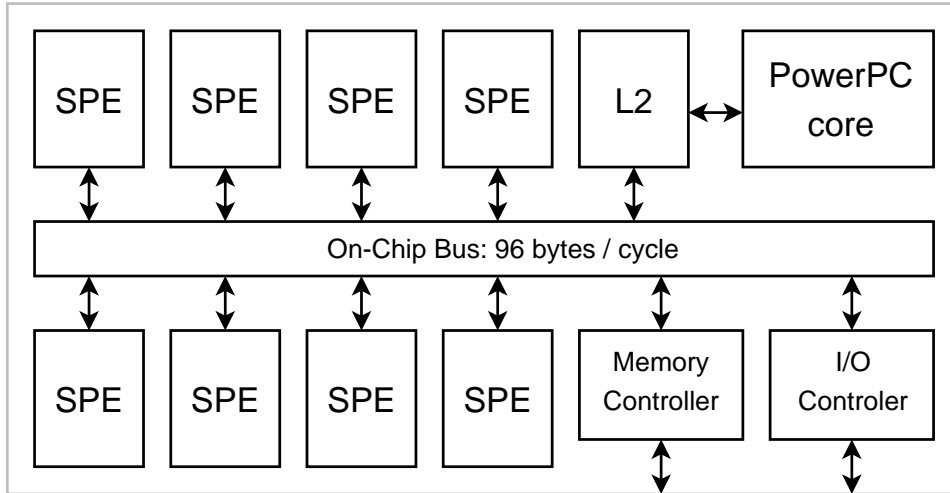 SPE
SPE
SPE
SPE
L2
PowerPC
core
On-Chip Bus: 96 bytes / cycle
SPE
SPE
SPE
SPE
Memory
Controller
I/O
Controler